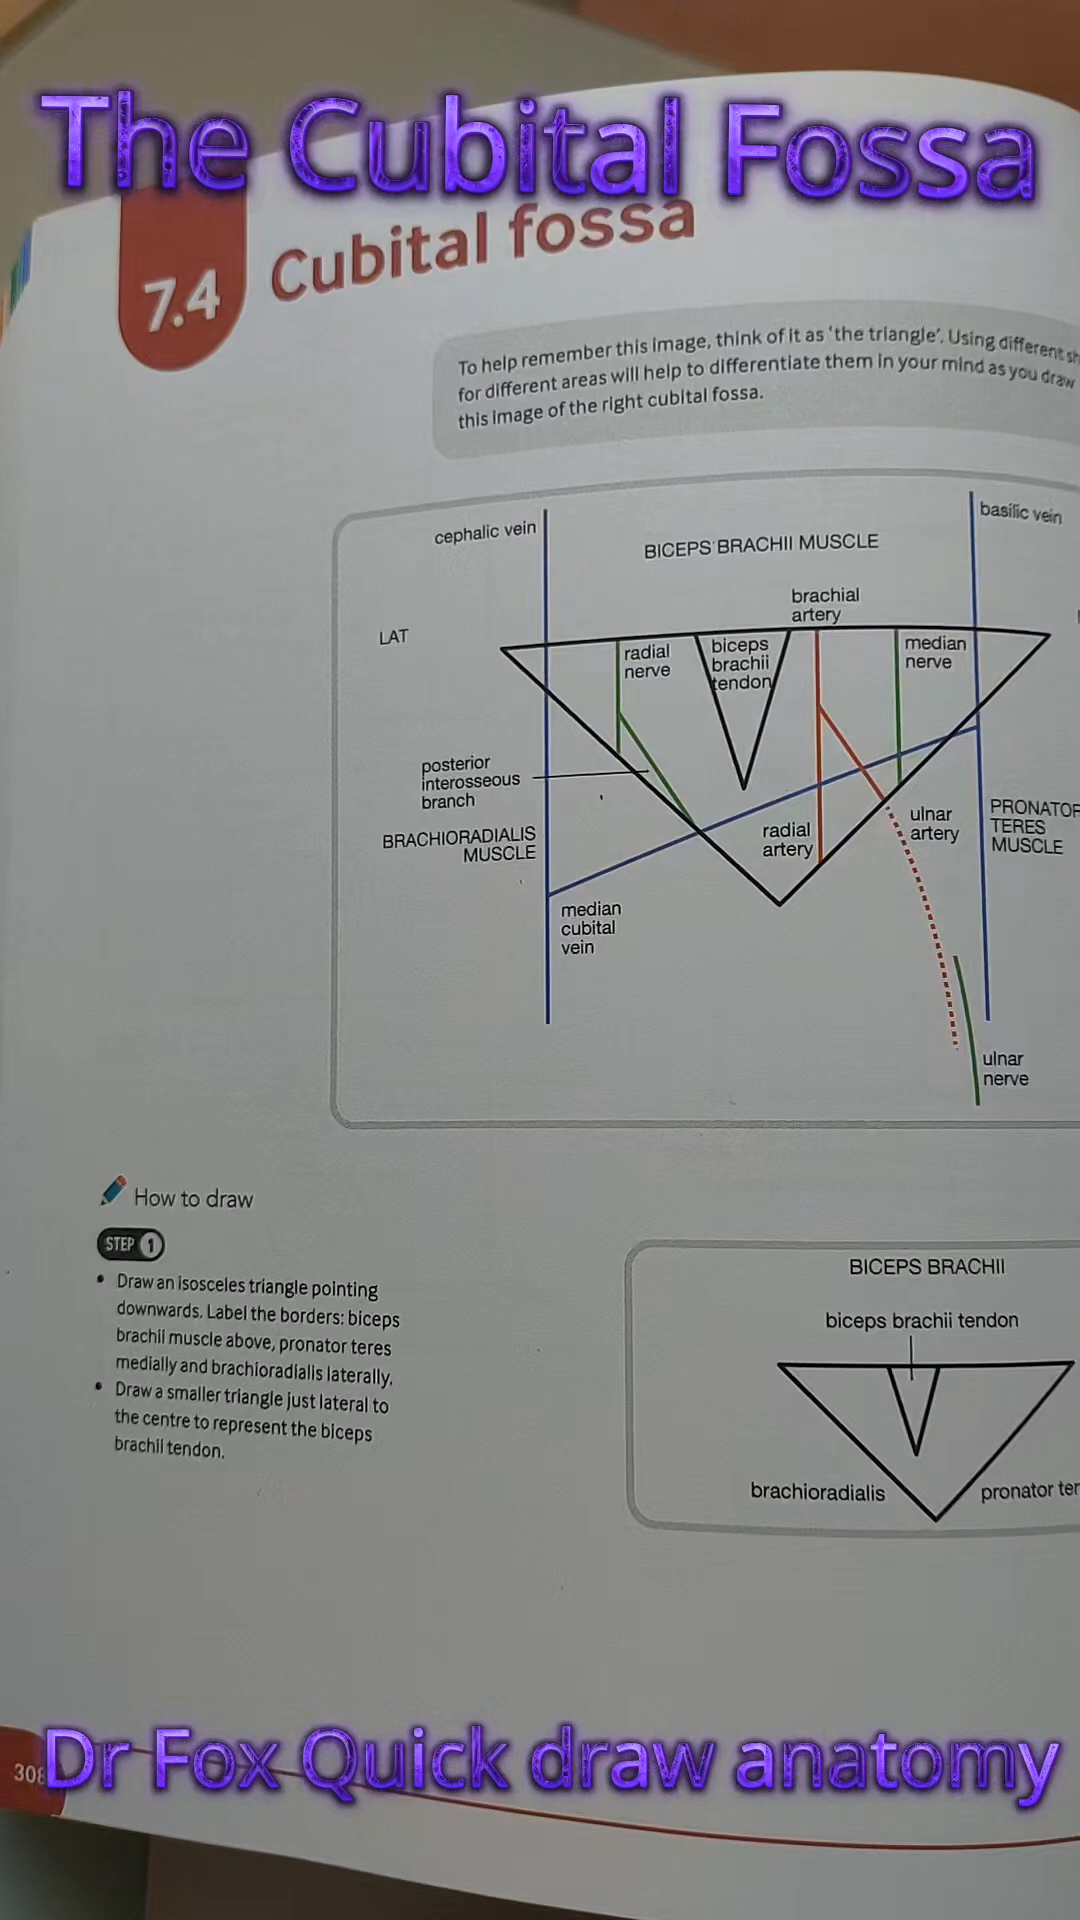 The Cubital Fossa
7.4
Cubital fossa
To help remember this image, think of it as 'the triangle'. Using different
for different areas will help to differentiate them in your mind as you draw
this image of the right cubital fossa.
cephalic vein
basilic vein
BICEPS BRACHII MUSCLE
brachial
artery
LAT
radial
nerve
biceps
brachii
tendon
median
nerve
posterior
interosseous
branch
BRACHIORADIALIS
MUSCLE
radial
artery
ulnar
artery
PRONATOR
TERES
MUSCLE
median
cubital
vein
ulnar
nerve
How to draw
STEP 1
• Draw an isosceles triangle pointing
downwards. Label the borders: biceps
brachii muscle above, pronator teres
medially and brachioradialis laterally.
• Draw a smaller triangle just lateral to
the centre to represent the biceps
brachii tendon.
BICEPS BRACHII
biceps brachii tendon
brachioradialis
pronator ter
308
Dr Fox Quick draw anatomy